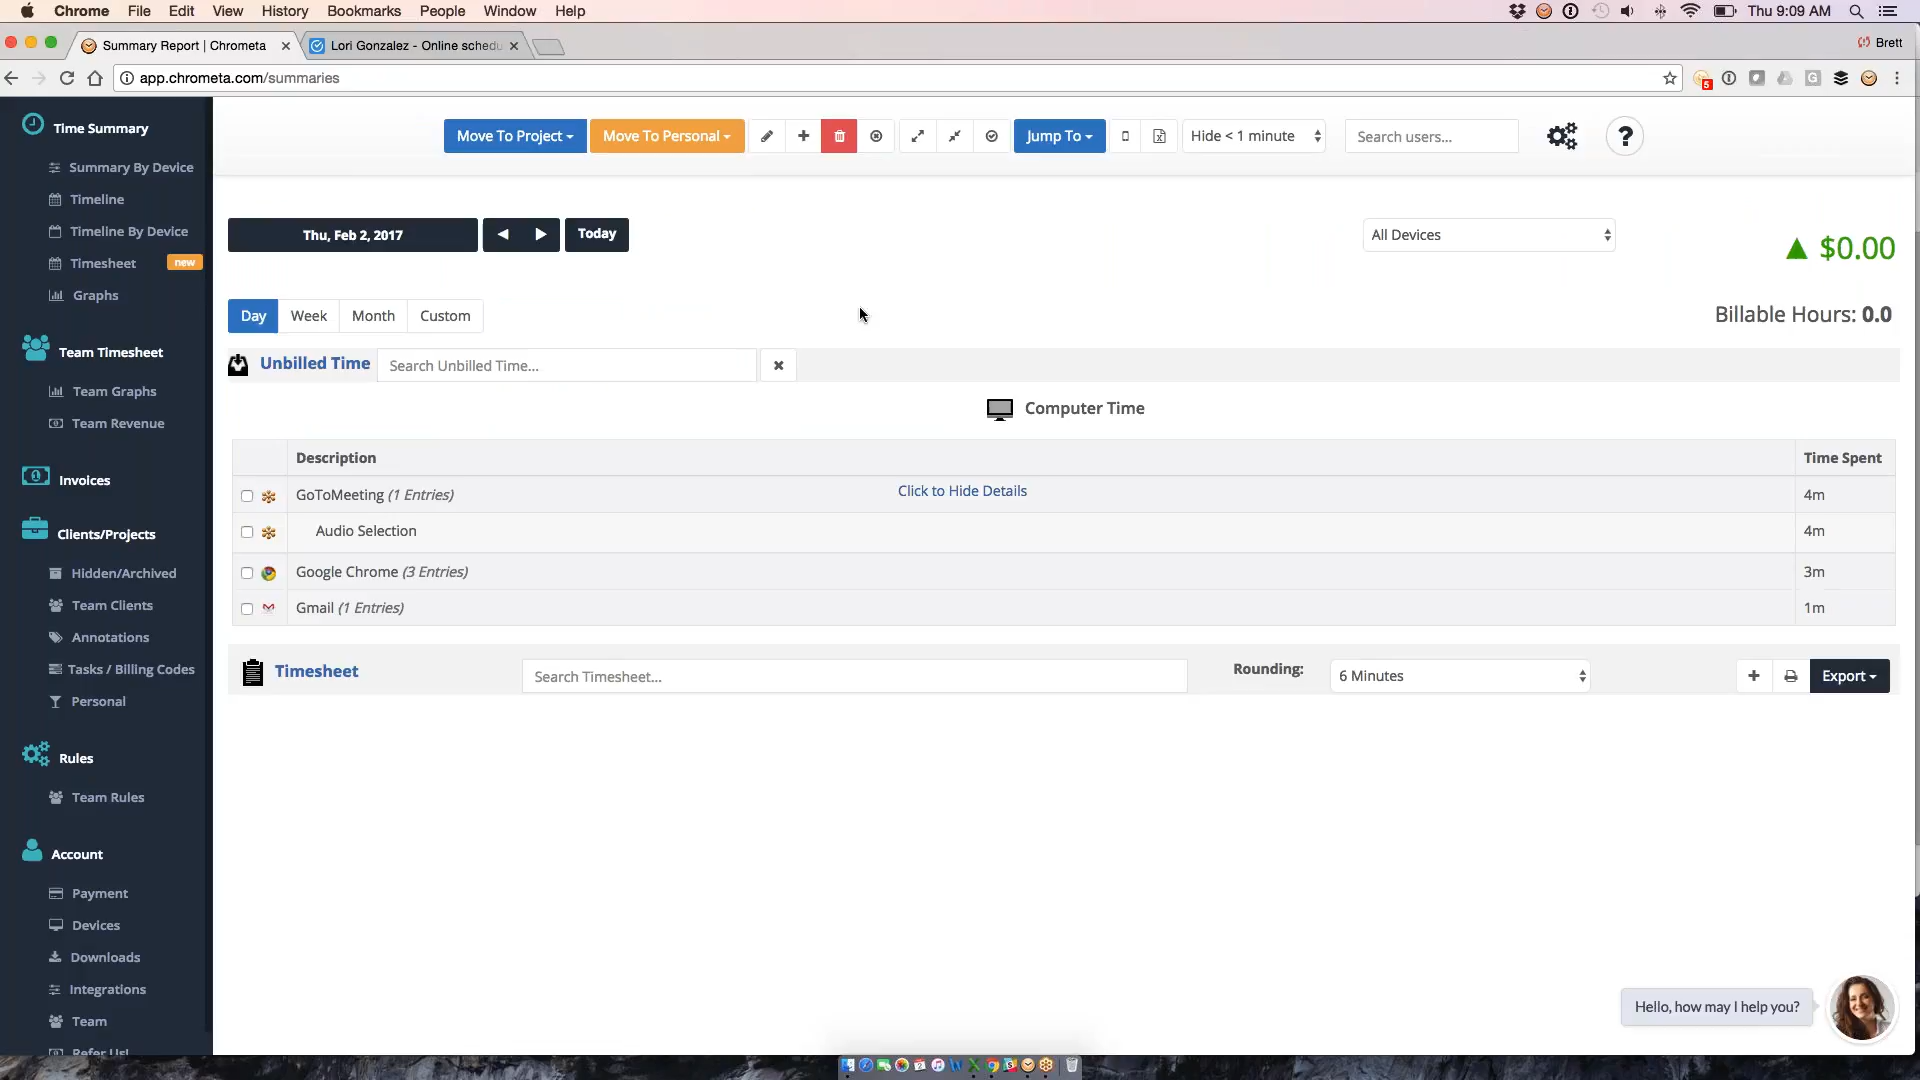 Chrome File Edit View History Bookmarks People Window Help Thu 9:09 AM
Summary Report | Chrometa Lori Gonzalez - Online schedu Brett
app.chrometa.com/summaries 5
Time Summary
Summary By Device
Timeline
Timeline By Device
Timesheet new
Graphs
Team Timesheet
Team Graphs
Team Revenue
Invoices
Clients/Projects
Hidden/Archived
Team Clients
Annotations
Tasks / Billing Codes
Personal
Rules
Team Rules
Account
Payment
Devices
Downloads
Integrations
Team
Refer Us!
Move To Project Move To Personal Jump To Hide < 1 minute Search users... ?
Thu, Feb 2, 2017 Today All Devices $0.00
Day Week Month Custom Billable Hours: 0.0
Unbilled Time Search Unbilled Time...
Computer Time
Description Time Spent
GoToMeeting (1 Entries) Click to Hide Details 4m
Audio Selection 4m
Google Chrome (3 Entries) 3m
Gmail (1 Entries) 1m
Timesheet Search Timesheet... Rounding: 6 Minutes Export
Hello, how may I help you?